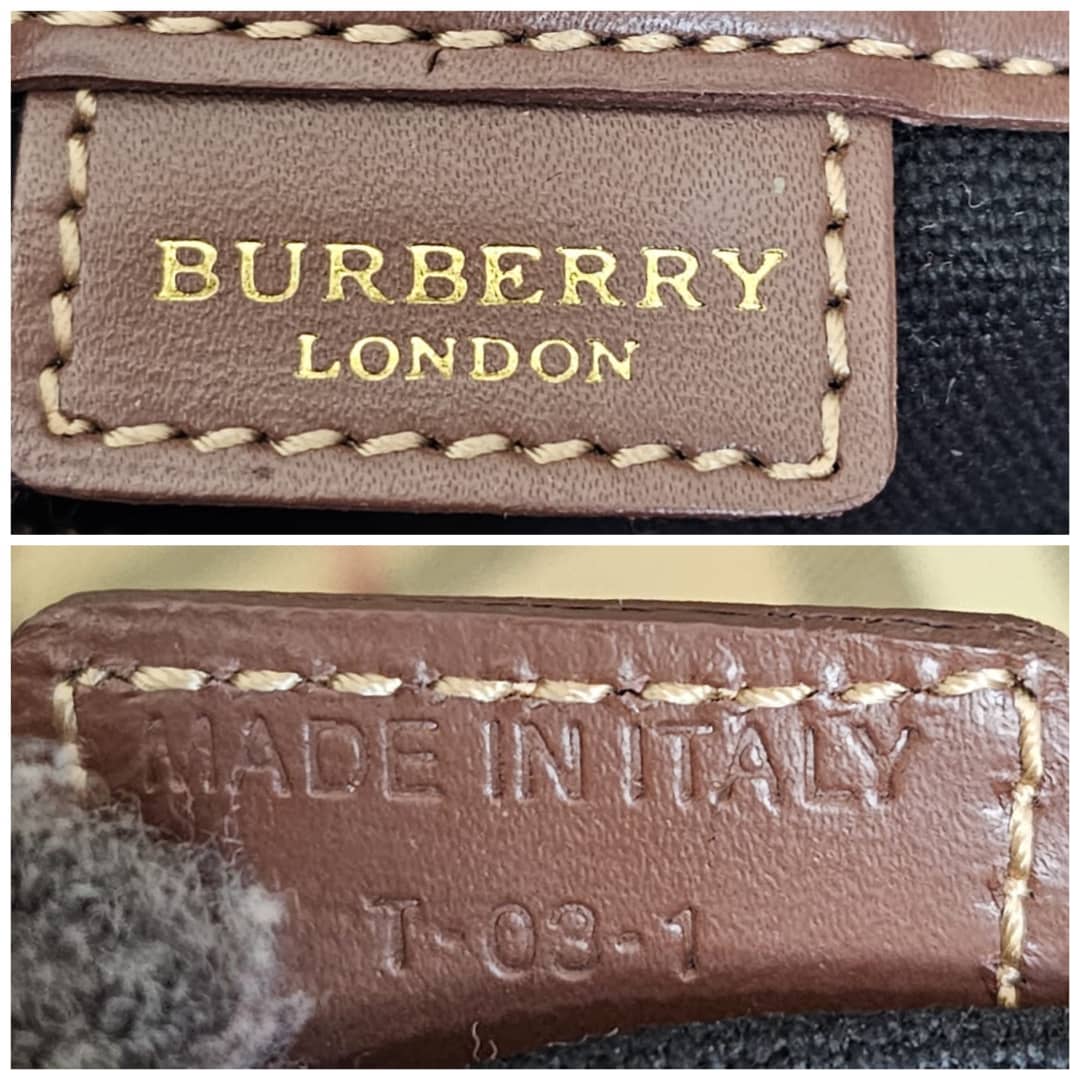 BURBERRY
LONDON
MADE IN ITALY
T-03-1